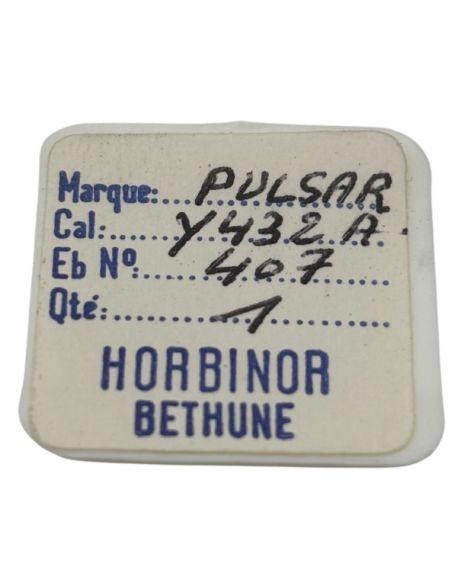 Marque:...PULSAR
Cal:...Y432A.
Eb Nº...407
Qté:...1
HORBINOR
BETHUNE